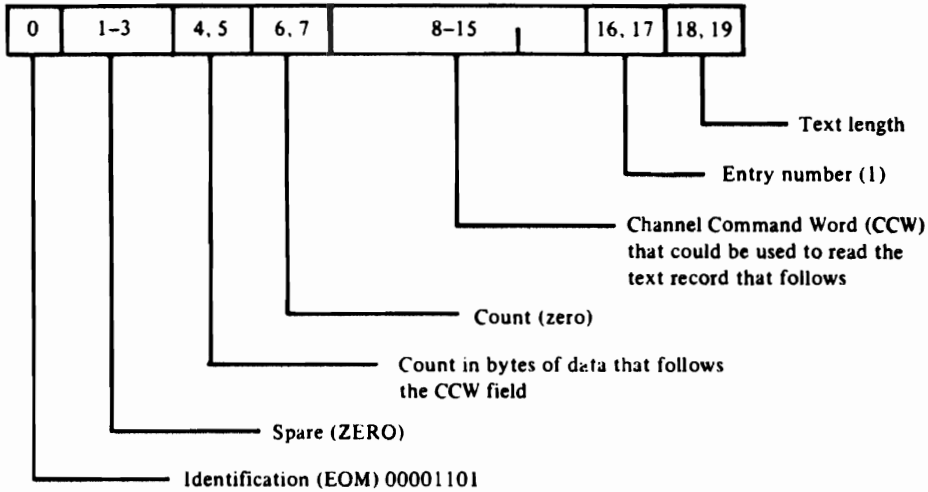 0 1-3 4, 5 6, 7 8-15 16, 17 18, 19
Text length
Entry number (1)
Channel Command Word (CCW)
that could be used to read the
text record that follows
Count (zero)
Count in bytes of data that follows
the CCW field
Spare (ZERO)
Identification (EOM) 00001101